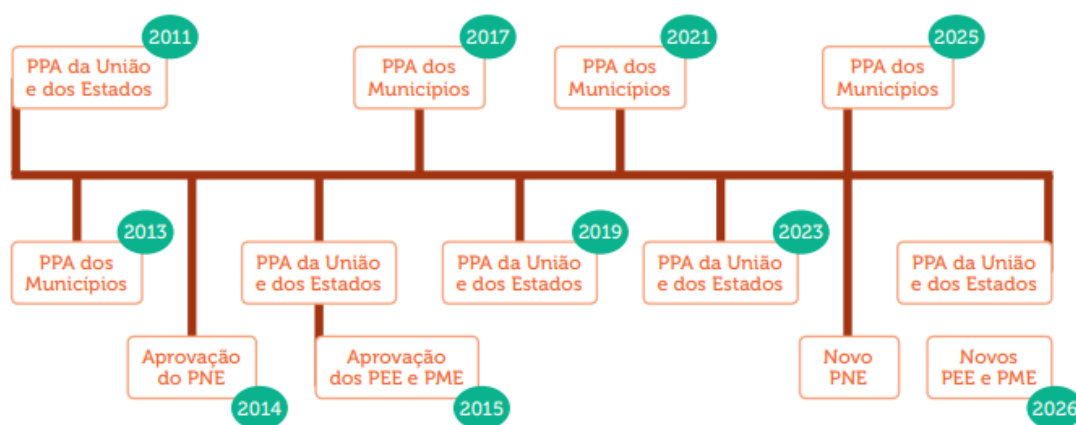 2011
PPA da União
e dos Estados
2017
PPA dos
Municípios
2021
PPA dos
Municípios
2025
PPA dos
Municípios
2013
PPA dos
Municípios
PPA da União
e dos Estados
2019
PPA da União
e dos Estados
2023
PPA da União
e dos Estados
PPA da União
e dos Estados
Aprovação
do PNE
2014
Aprovação
dos PEE e PME
2015
Novo
PNE
Novos
PEE e PME
2026